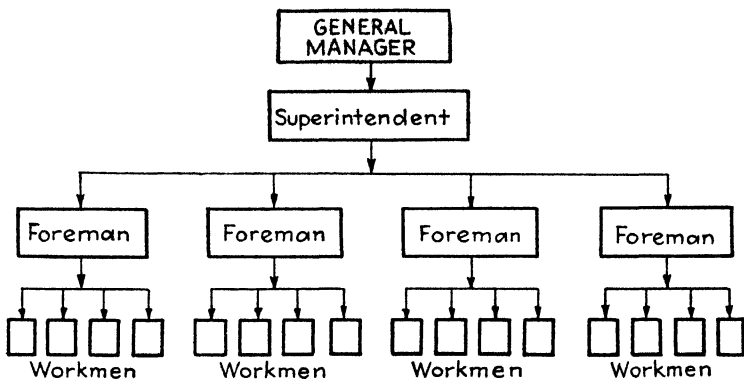 GENERAL
MANAGER
Superintendent
Foreman
Foreman
Foreman
Foreman
Workmen
Workmen
Workmen
Workmen